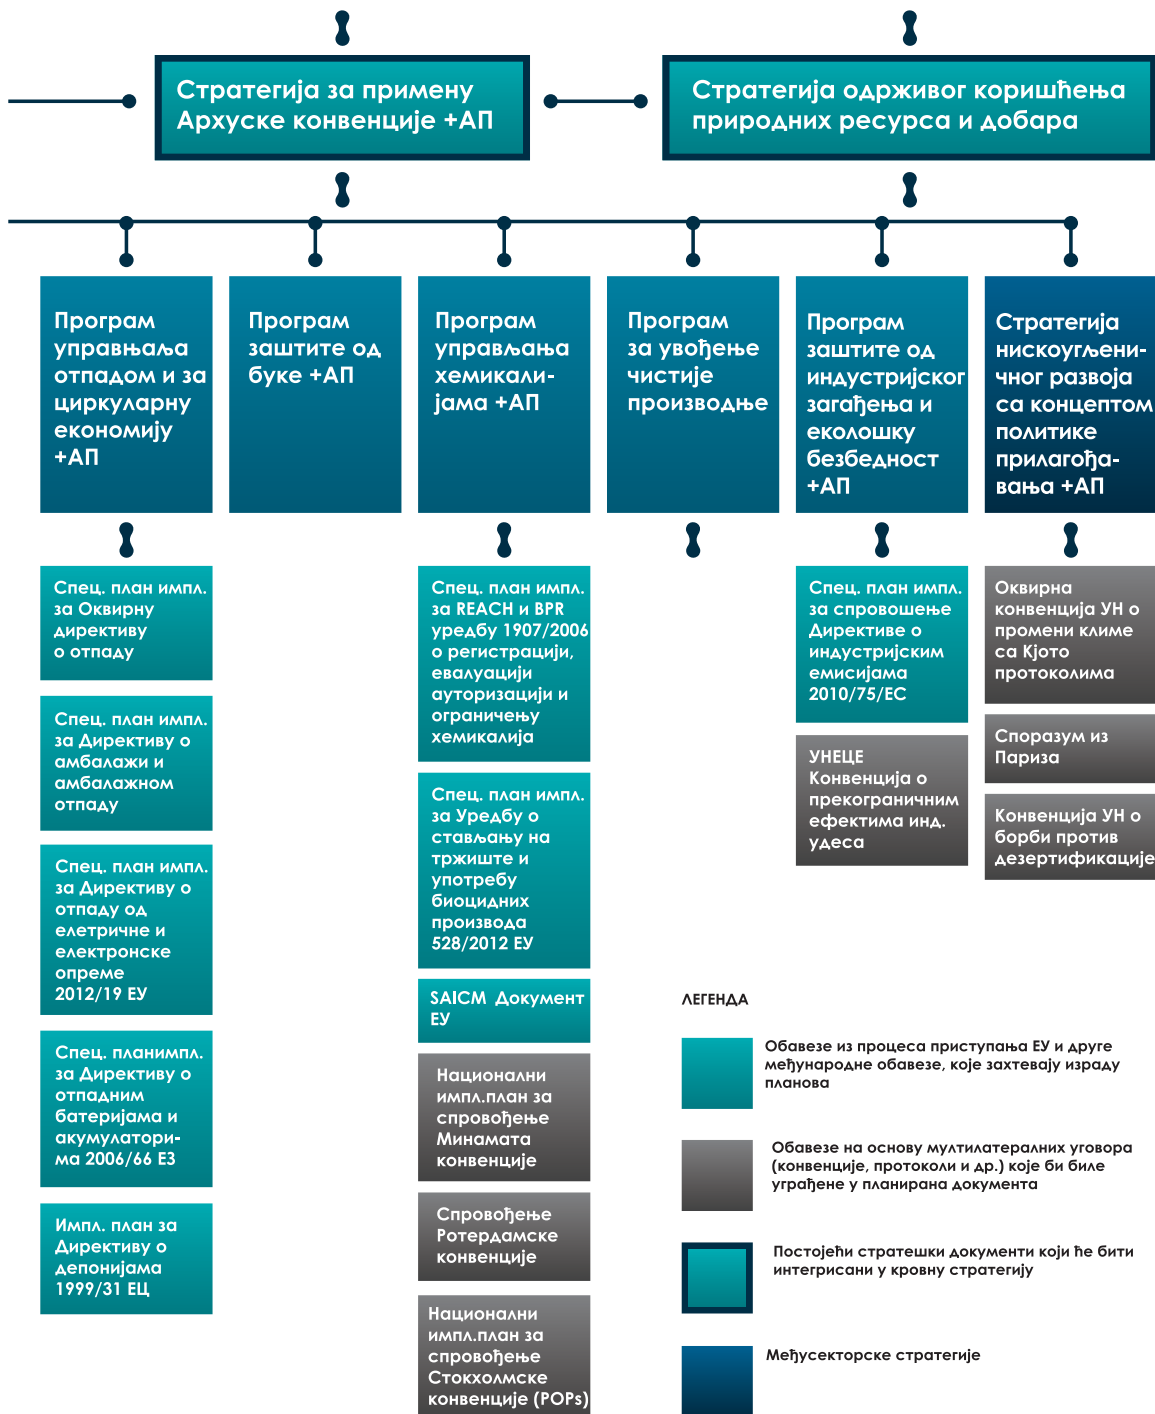 Стратегија за примену
Архуске конвенције +АП
Стратегија одрживог коришћења
природних ресурса и добара
Програм
управњаља
отпадом и за
циркуларну
економију
+АП
Програм
заштите од
буке +АП
Програм
управљања
хемикали-
јама +АП
Програм
за увођење
чистије
производње
Програм
заштите од
индустријског
загађења и
еколошку
безбедност
+АП
Стратегија
нискоугљени-
чног развоја
са концептом
политике
прилагођа-
вања +АП
Спец. план импл.
за Оквирну
директиву
о отпаду
Спец. план импл.
за Директиву о
амбалажи и
амбалажном
отпаду
Спец. план импл.
за Директиву о
отпаду од
елетричне и
електронске
опреме
2012/19 ЕУ
Спец. планимпл.
за Директиву о
отпадним
батеријама и
акумулатори-
ма 2006/66 ЕЗ
Импл. план за
Директиву о
депонијама
1999/31 ЕЦ
Спец. план импл.
за REACH и BPR
уредбу 1907/2006
о регистрацији,
евалуацији
ауторизацији и
ограничењу
хемикалија
Спец. план импл.
за Уредбу о
стављању на
тржиште и
употребу
биоцидних
производа
528/2012 ЕУ
SAICM Документ
ЕУ
Национални
импл.план за
спровођење
Минамата
конвенције
Спровођење
Ротердамске
конвенције
Национални
импл.план за
спровођење
Стокхолмске
конвенције (POPs)
Спец. план импл.
за спровошење
Директиве о
индустријским
емисијама
2010/75/ЕС
УНЕЦЕ
Конвенција о
прекограничним
ефектима инд.
удеса
Оквирна
конвенција УН о
промени климе
са Кјото
протоколима
Споразум из
Париза
Конвенција УН о
борби против
дезертификације
ЛЕГЕНДА
Обавезе из процеса приступања ЕУ и друге
међународне обавезе, које захтевају израду
планова
Обавезе на основу мултилатералних уговора
(конвенције, протоколи и др.) које би биле
уграђене у планирана документа
Постојећи стратешки документи који ће бити
интегрисани у кровну стратегију
Међусекторске стратегије